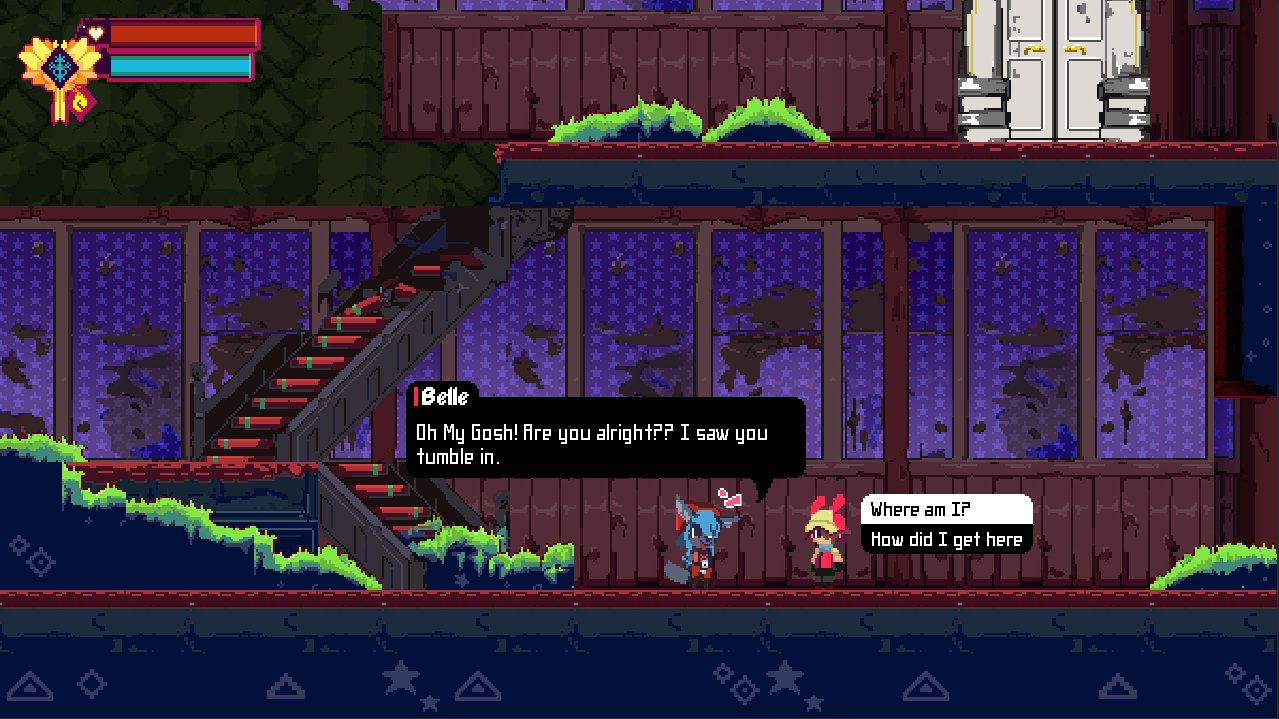 Belle
Oh My Gosh! Are you alright?? I saw you
tumble in.
Where am I?
How did I get here